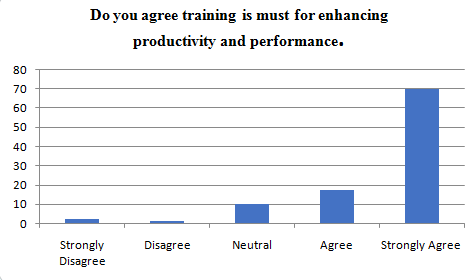 Do you agree training is must for enhancing
productivity and performance.
80
70
60
50
40
30
20
10
0
Strongly
Disagree
Disagree
Neutral
Agree
Strongly Agree